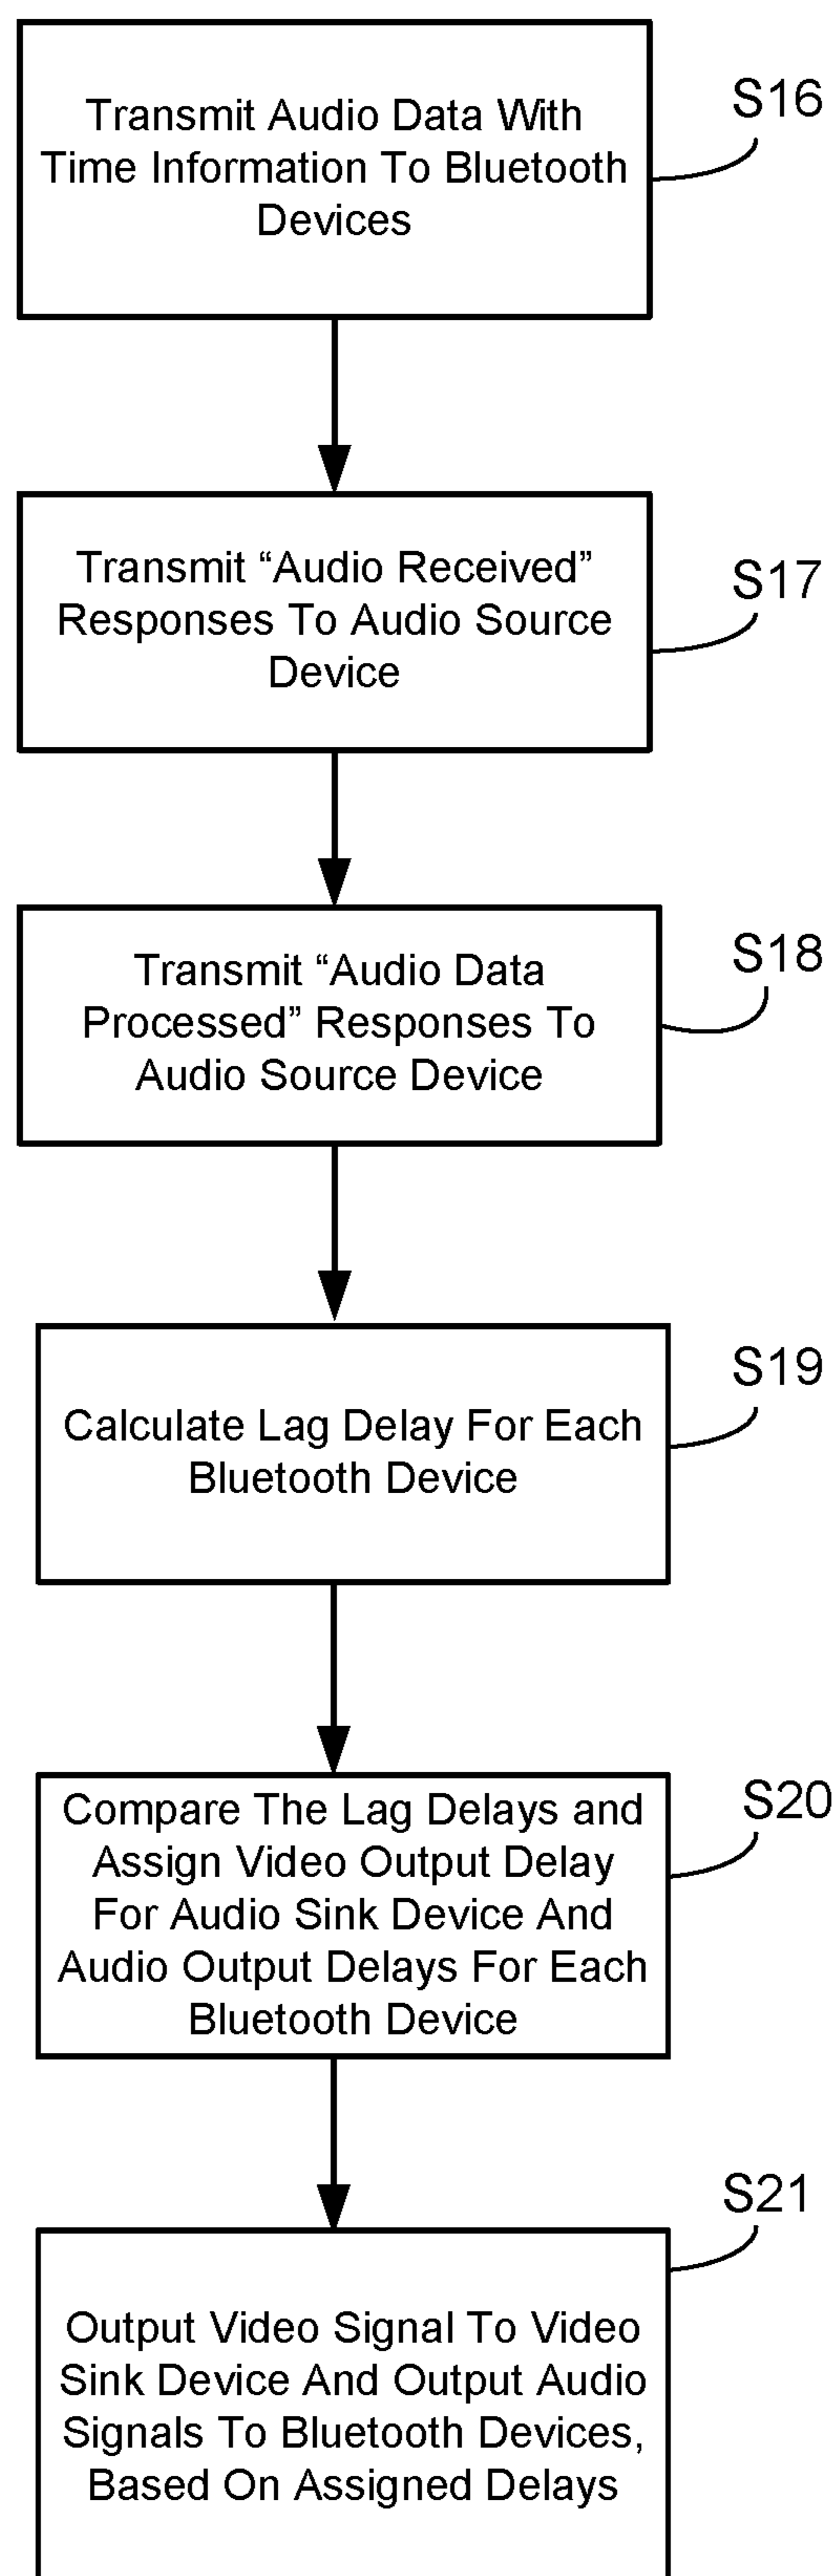 Transmit Audio Data With
Time Information To Bluetooth
Devices
S16
Transmit “Audio Received”
Responses To Audio Source
Device
S17
Transmit “Audio Data
Processed” Responses To
Audio Source Device
S18
Calculate Lag Delay For Each
Bluetooth Device
S19
Compare The Lag Delays and
Assign Video Output Delay
For Audio Sink Device And
Audio Output Delays For Each
Bluetooth Device
S20
Output Video Signal To Video
Sink Device And Output Audio
Signals To Bluetooth Devices,
Based On Assigned Delays
S21